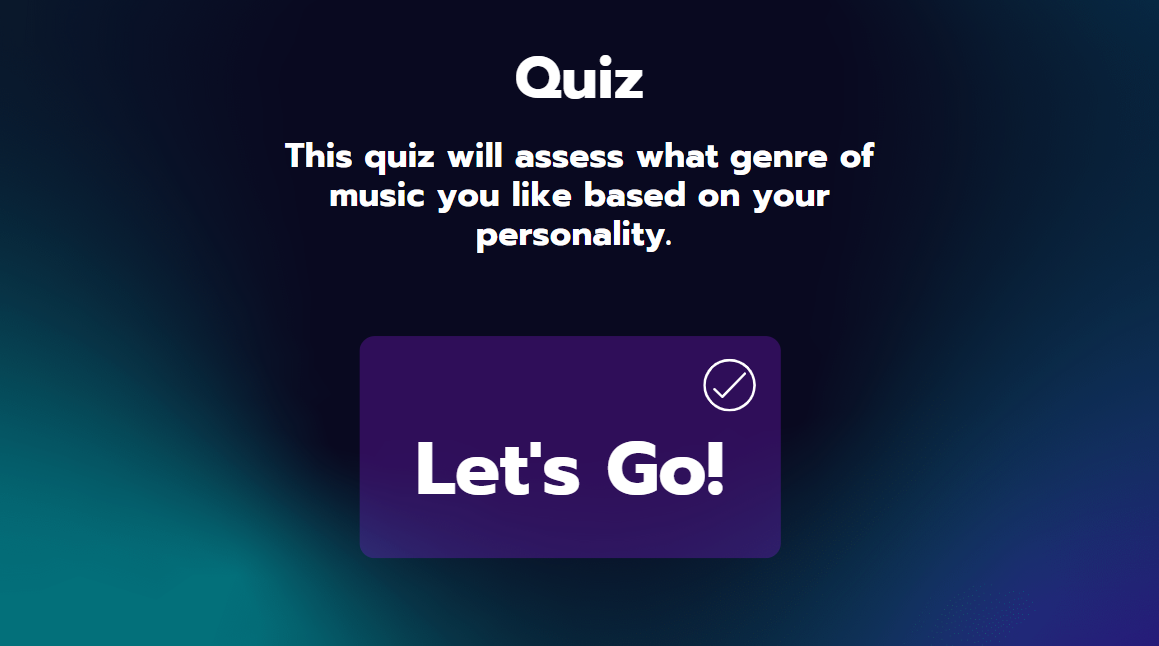 Quiz
This quiz will assess what genre of
music you like based on your
personality.
Let's Go!